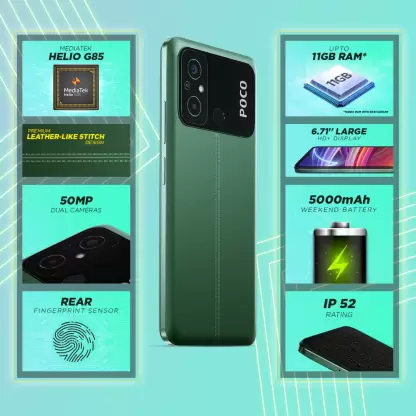 MEDIATEK
HELIO G85
MediaTek
Helio G85
PREMIUM
LEATHER-LIKE STITCH
DESIGN
50MP
DUAL CAMERAS
REAR
FINGERPRINT SENSOR
POCO
UPTO
11GB RAM*
11GB
6.71" LARGE
HD+ DISPLAY
5000mAh
WEEKEND BATTERY
IP 52
RATING